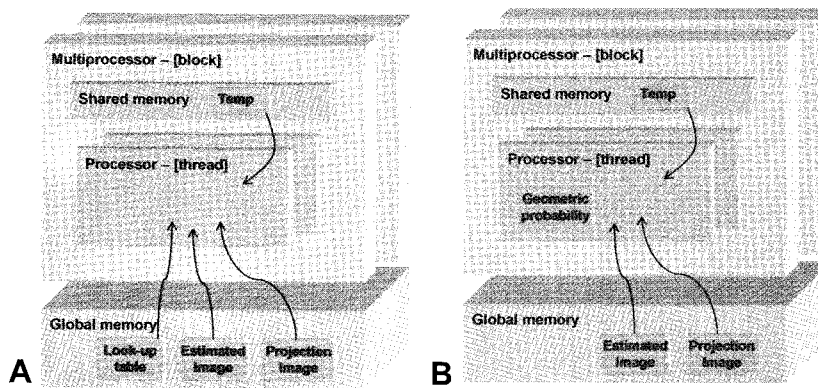 Multiprocessor – [block]
Shared memory Temp
Processor – [thread]
Global memory
Look-up
table
Estimated
image
Projection
image
A
Multiprocessor – [block]
Shared memory Temp
Processor – [thread]
Geometric
probability
Global memory
Estimated
image
Projection
image
B